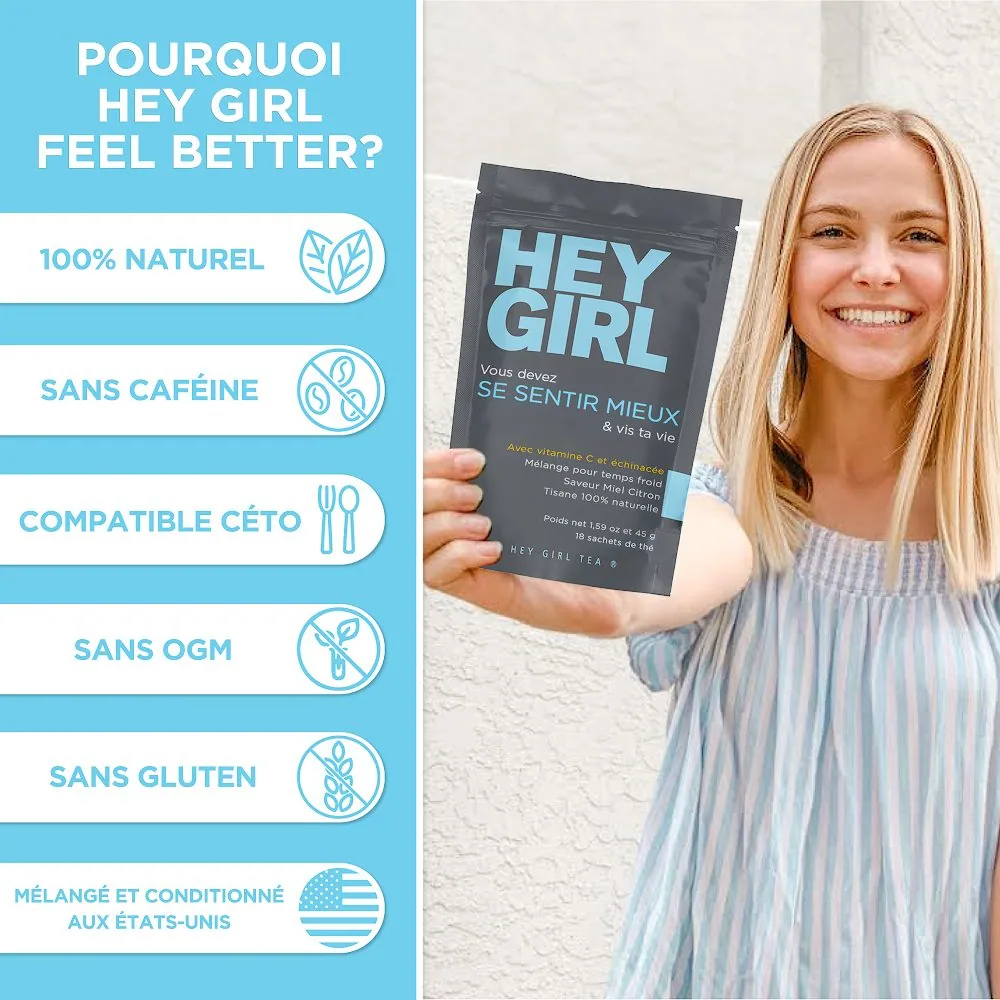 POURQUOI
HEY GIRL
FEEL BETTER?
100% NATUREL
SANS CAFÉINE
COMPATIBLE CÉTO
SANS OGM
SANS GLUTEN
MÉLANGÉ ET CONDITIONNÉ
AUX ÉTATS-UNIS
HEY
GIRL
Vous devez
SE SENTIR MIEUX
& vis ta vie
Avec vitamine C et échinacée
Mélange pour temps froid
Saveur Miel Citron
Tisane 100% naturelle
Poids net 1,59 oz et 45 g
18 sachets de thé
HEY GIRL TEA ®